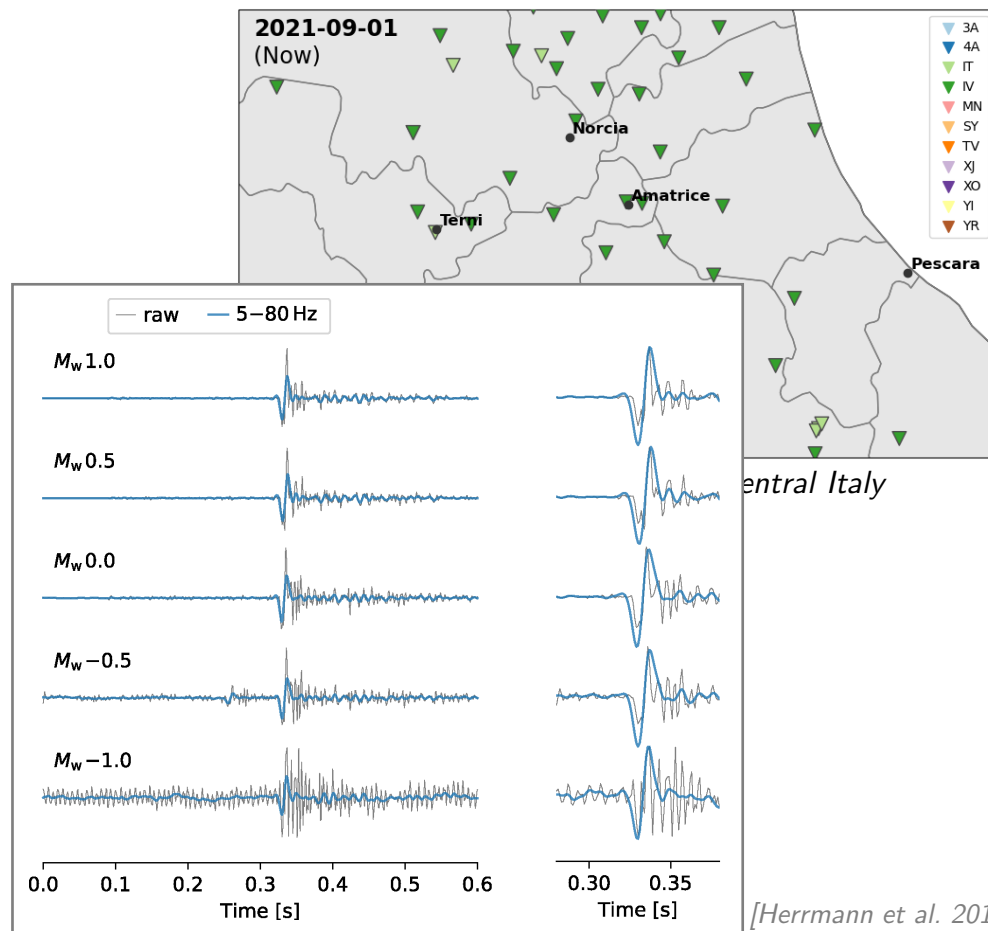 2021-09-01
(Now)
3A
4A
IT
IV
MN
SY
TV
XJ
XO
YI
YR
Norcia
Amatrice
Terni
Pescara
raw
5−80 Hz
Mw 1.0
Mw 0.5
Mw 0.0
Mw −0.5
Mw −1.0
0.0 0.1 0.2 0.3 0.4 0.5 0.6
Time [s]
0.30 0.35
Time [s]
entral Italy
[Herrmann et al. 201